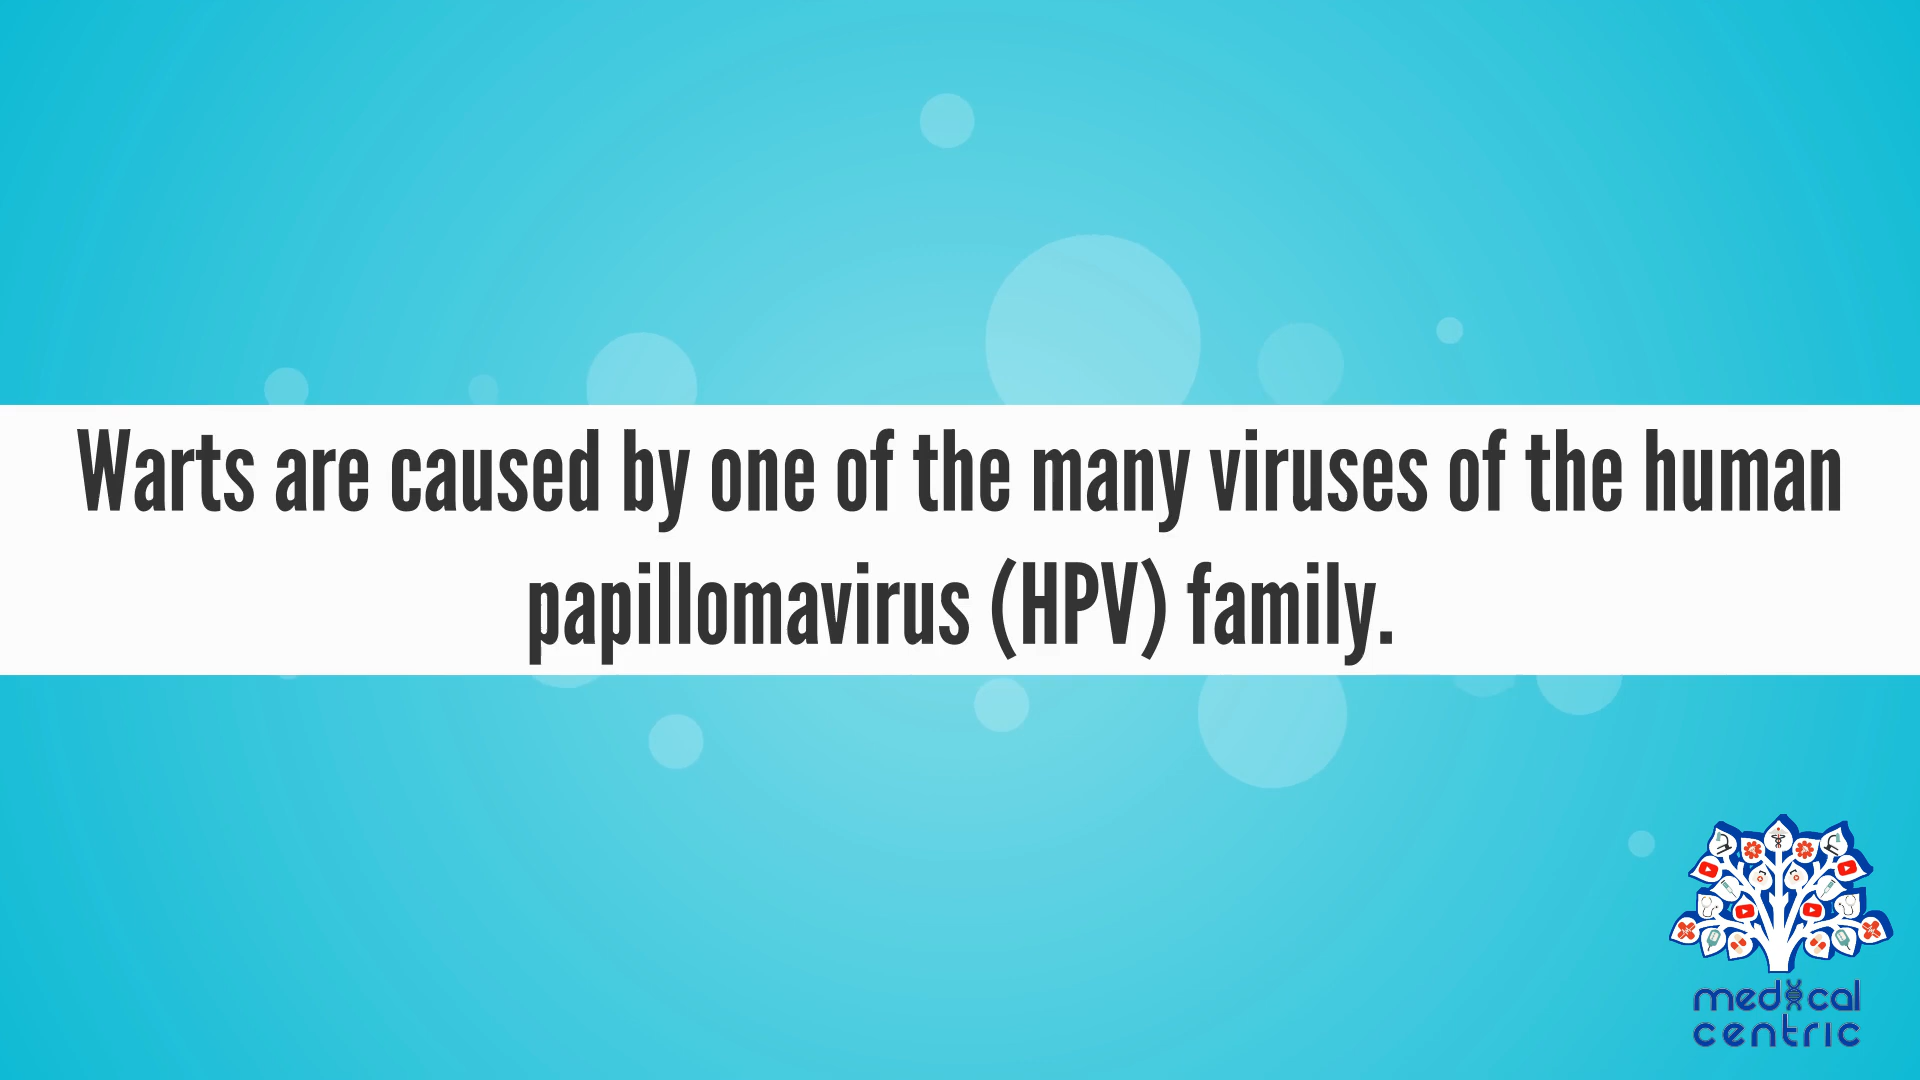 Warts are caused by one of the many viruses of the human
papillomavirus (HPV) family.
medical
centric